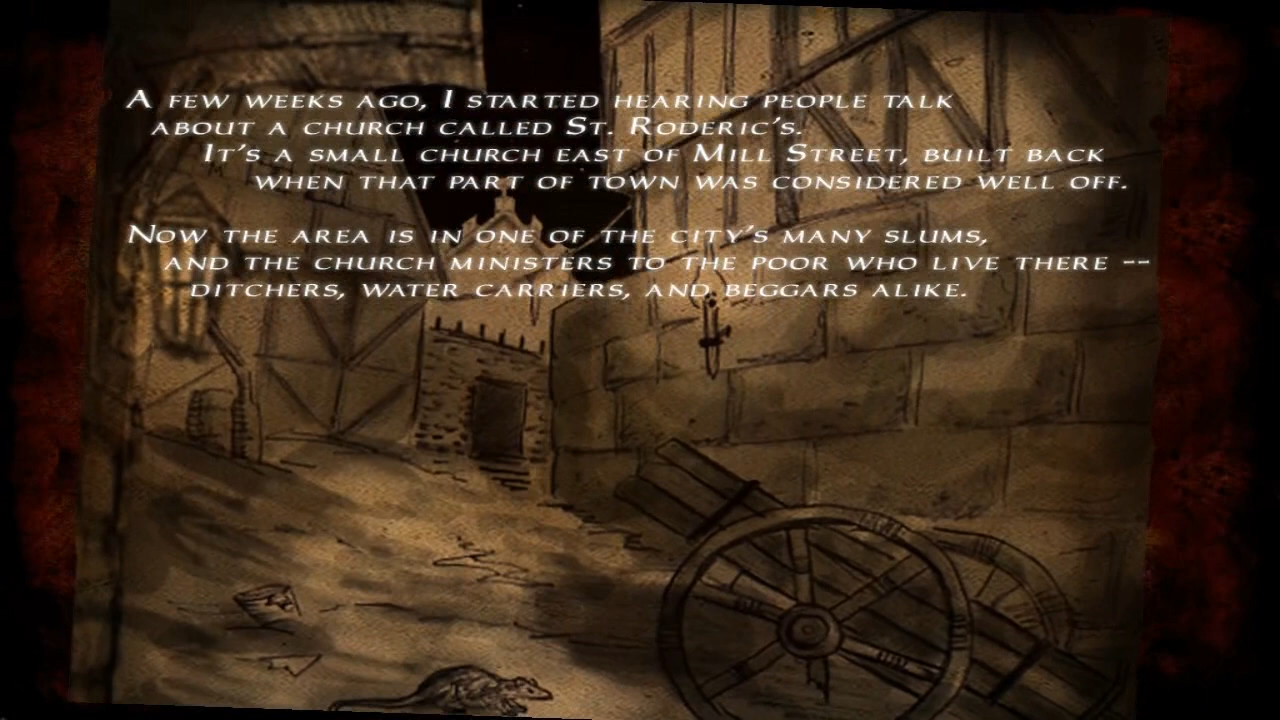 A few weeks ago, I started hearing people talk
about a church called St. Roderic's.
It's a small church east of Mill Street, built back
when that part of town was considered well off.
Now the area is in one of the city's many slums,
and the church ministers to the poor who live there --
ditchers, water carriers, and beggars alike.